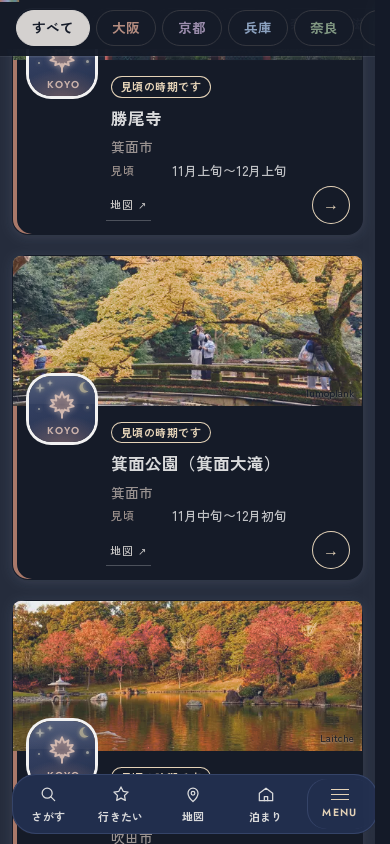 すべて
大阪
京都
兵庫
奈良
KOYO
見頃の時期です
勝尾寺
箕面市
見頃 11月上旬〜12月上旬
地図 ↗
→
KOYO
見頃の時期です
箕面公園（箕面大滝）
箕面市
見頃 11月中旬〜12月初旬
地図 ↗
→
Laitche
KOYO
吹田市
さがす
行きたい
地図
泊まり
MENU